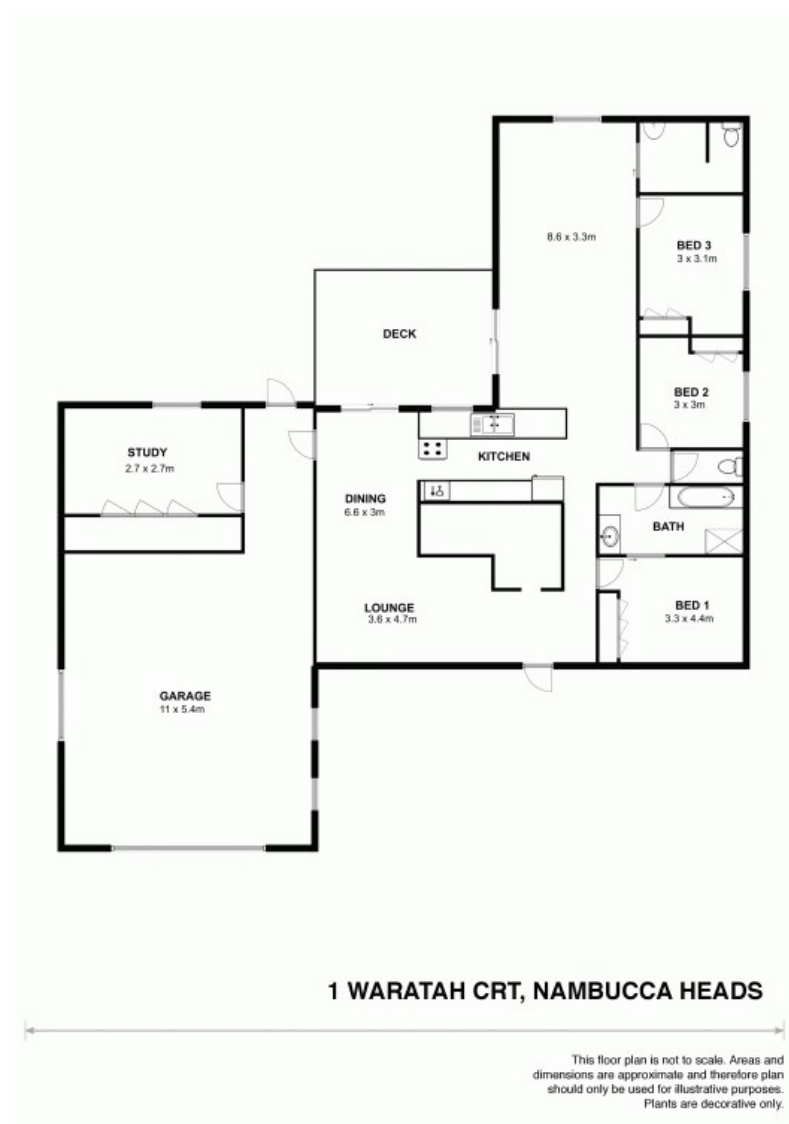 8.6 x 3.3m
BED 3
3 x 3.1m
DECK
BED 2
3 x 3m
STUDY
2.7 x 2.7m
KITCHEN
DINING
6.6 x 3m
BATH
LOUNGE
3.6 x 4.7m
BED 1
3.3 x 4.4m
GARAGE
11 x 5.4m
1 WARATAH CRT, NAMBUCCA HEADS
This floor plan is not to scale. Areas and
dimensions are approximate and therefore plan
should only be used for illustrative purposes.
Plants are decorative only.